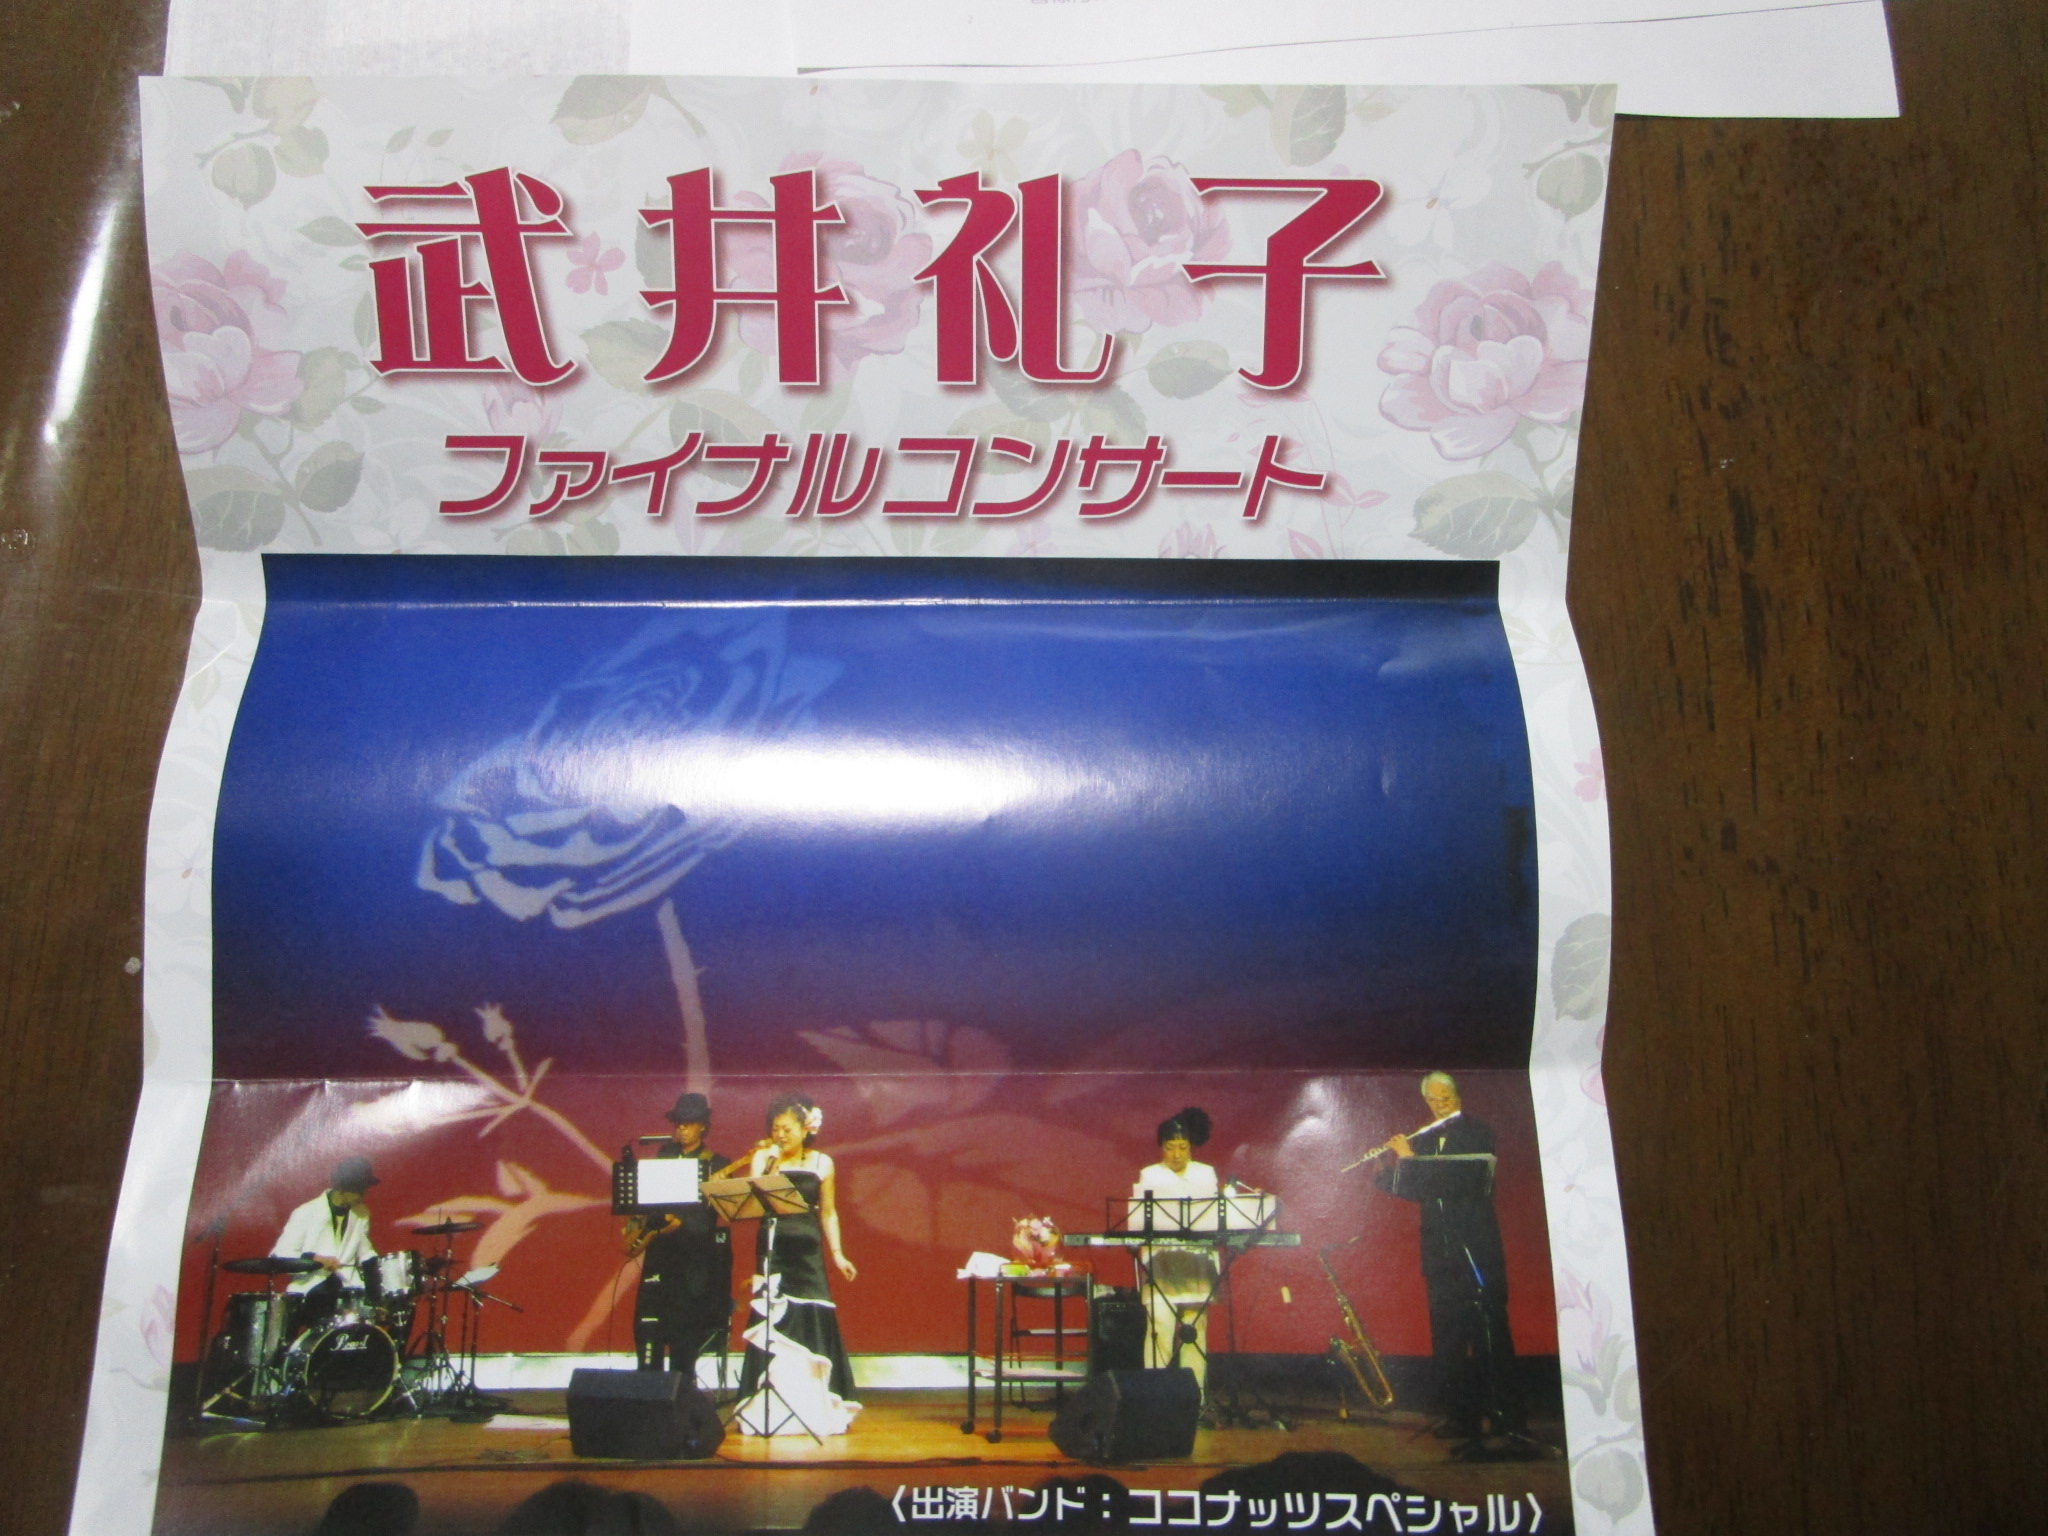 武井礼子
ファイナルコンサート
Pearl
〈出演バンド：ココナッツスペシャル〉